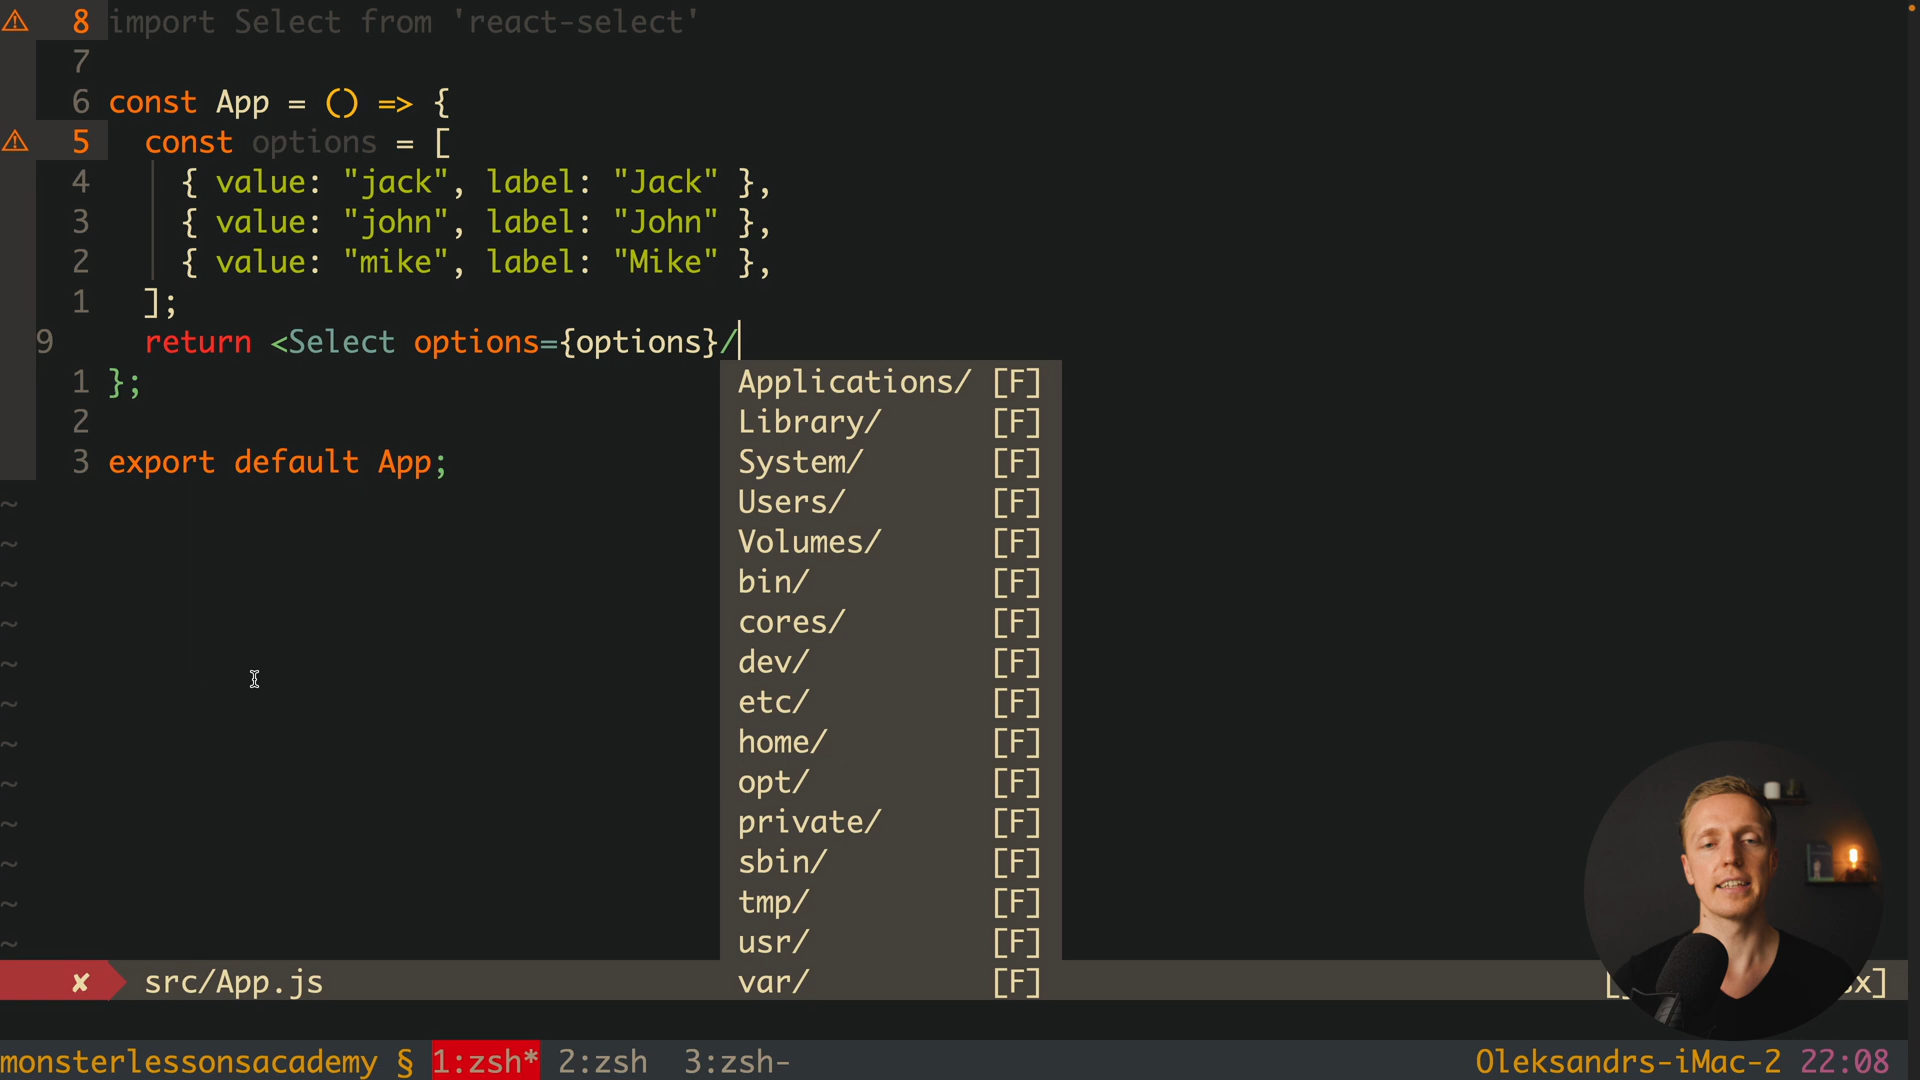 8 import Select from 'react-select'
7
6 const App = () => {
5 const options = [
4 { value: "jack", label: "Jack" },
3 { value: "john", label: "John" },
2 { value: "mike", label: "Mike" },
1 ];
9 return <Select options={options}/
1 };
2
3 export default App;
Applications/ [F]
Library/ [F]
System/ [F]
Users/ [F]
Volumes/ [F]
bin/ [F]
cores/ [F]
dev/ [F]
etc/ [F]
home/ [F]
opt/ [F]
private/ [F]
sbin/ [F]
tmp/ [F]
usr/ [F]
var/ [F]
~
~
~
~
~
~
~
~
~
~
~
~
✘ src/App.js
monsterlessonsacademy § 1:zsh* 2:zsh 3:zsh- Oleksandrs-iMac-2 22:08